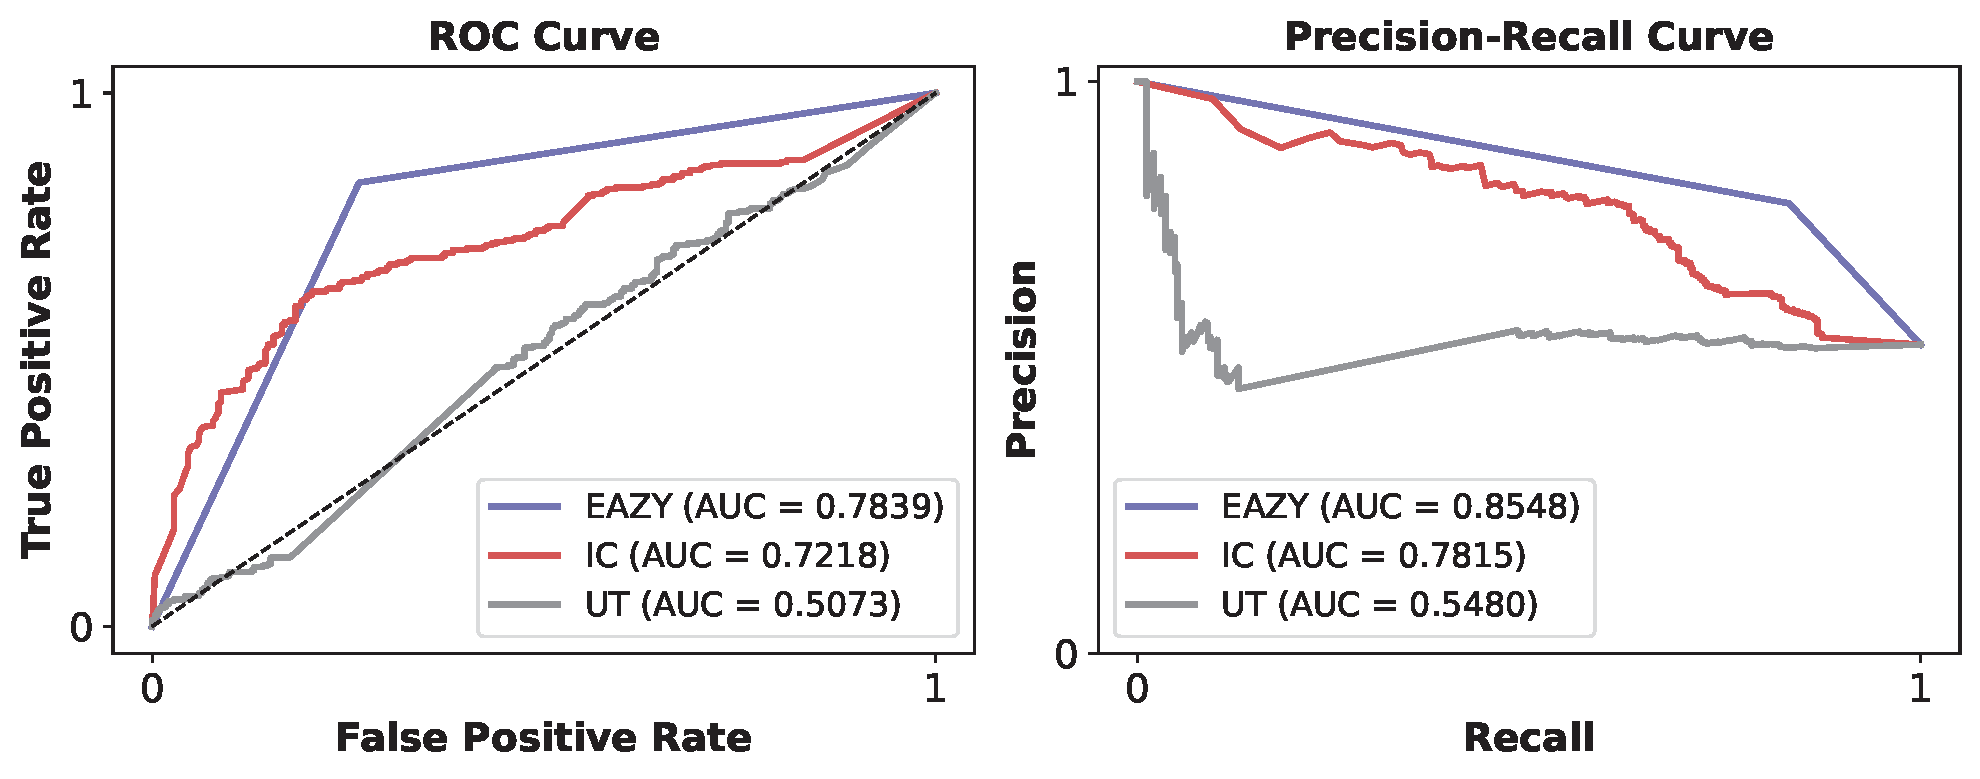 ROC Curve
1
0
0
1
True Positive Rate
False Positive Rate
EAZY (AUC = 0.7839)
IC (AUC = 0.7218)
UT (AUC = 0.5073)
Precision-Recall Curve
1
0
0
1
Precision
Recall
EAZY (AUC = 0.8548)
IC (AUC = 0.7815)
UT (AUC = 0.5480)